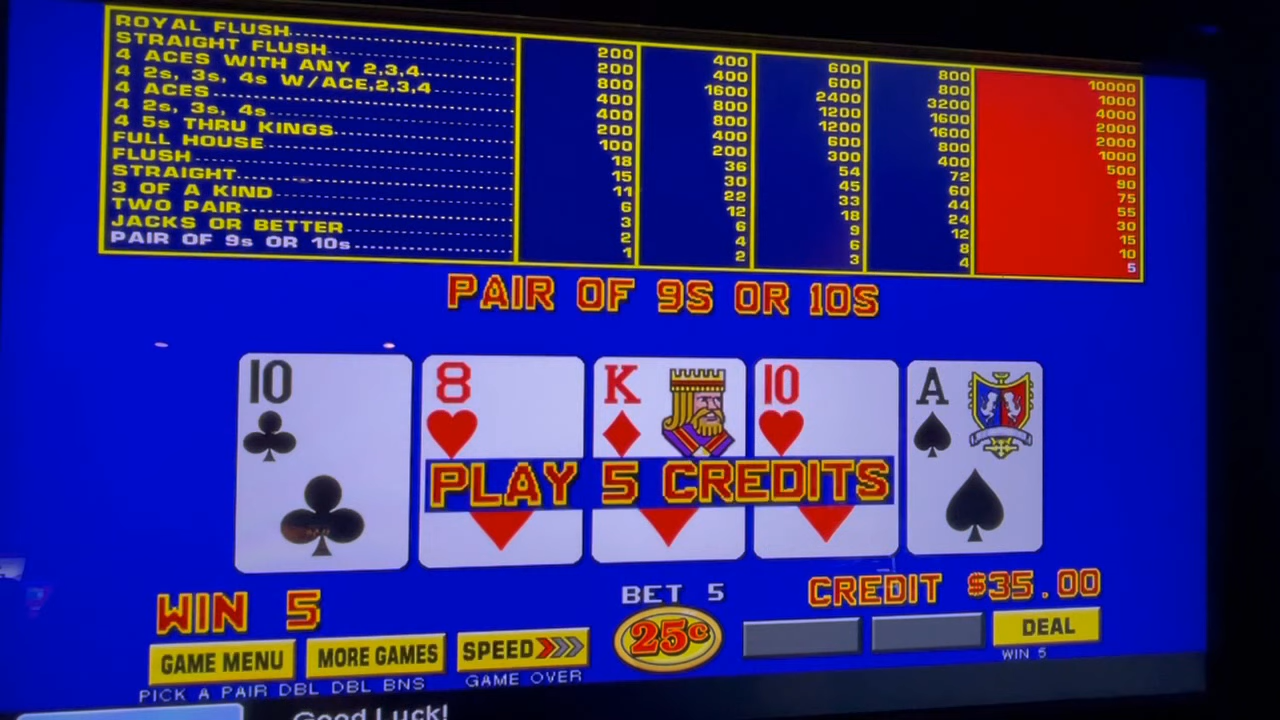 ROYAL FLUSH 200 400 600 800 10000
STRAIGHT FLUSH 200 400 600 800 1000
4 ACES WITH ANY 2,3,4 800 1600 2400 3200 4000
4 2s, 3s, 4s W/ACE,2,3,4 400 800 1200 1600 2000
4 ACES 400 800 1200 1600 2000
4 2s, 3s, 4s 200 400 600 800 1000
4 5s THRU KINGS 100 200 300 400 500
FULL HOUSE 18 36 54 72 90
FLUSH 15 30 45 60 75
STRAIGHT 11 22 33 44 55
3 OF A KIND 6 12 18 24 30
TWO PAIR 3 6 9 12 15
JACKS OR BETTER 2 4 6 8 10
PAIR OF 9s OR 10s 1 2 3 4 5
PAIR OF 9S OR 10S
10 8 K 10 A
PLAY 5 CREDITS
WIN 5 BET 5 CREDIT $35.00
GAME MENU MORE GAMES SPEED 25¢ DEAL
PICK A PAIR DBL DBL BNS GAME OVER WIN 5
Good Luck!